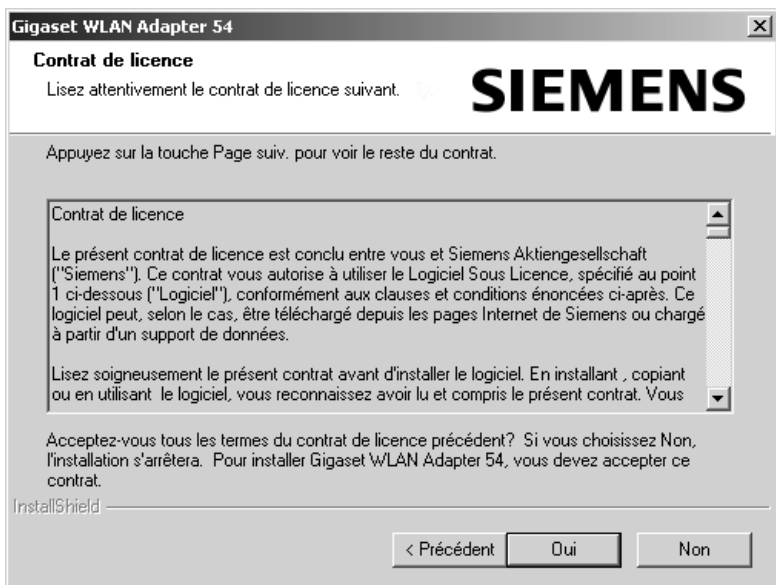 Gigaset WLAN Adapter 54
Contrat de licence
Lisez attentivement le contrat de licence suivant.
SIEMENS
Appuyez sur la touche Page suiv. pour voir le reste du contrat.
Contrat de licence
Le présent contrat de licence est conclu entre vous et Siemens Aktiengesellschaft
("Siemens"). Ce contrat vous autorise à utiliser le Logiciel Sous Licence, spécifié au point
1 ci-dessous ("Logiciel"), conformément aux clauses et conditions énoncées ci-après. Ce
logiciel peut, selon le cas, être téléchargé depuis les pages Internet de Siemens ou chargé
à partir d'un support de données.
Lisez soigneusement le présent contrat avant d'installer le logiciel. En installant , copiant
ou en utilisant  le logiciel, vous reconnaissez avoir lu et compris le présent contrat. Vous
Acceptez-vous tous les termes du contrat de licence précédent?  Si vous choisissez Non,
l'installation s'arrêtera.  Pour installer Gigaset WLAN Adapter 54, vous devez accepter ce
contrat.
InstallShield
< Précédent
Oui
Non